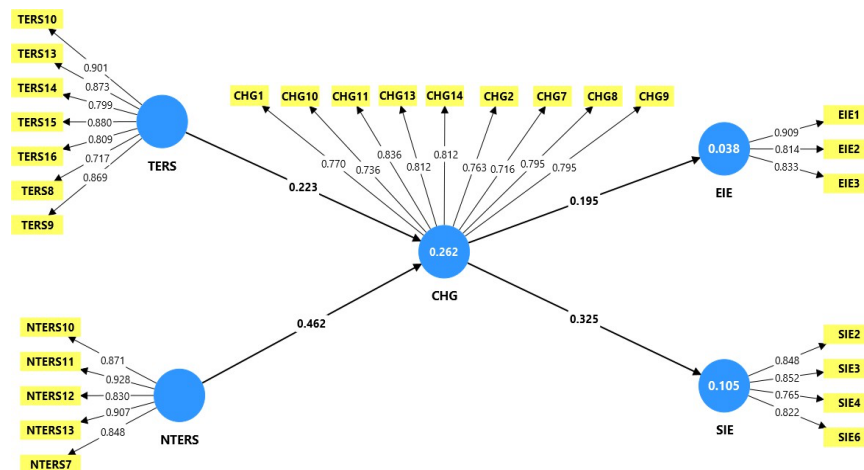 TERS10
TERS13
TERS14
TERS15
TERS16
TERS8
TERS9
0.901
0.873
0.799
0.880
0.809
0.717
0.869
TERS
0.223
CHG1
CHG10
CHG11
CHG13
CHG14
CHG2
CHG7
CHG8
CHG9
0.770
0.736
0.836
0.812
0.812
0.763
0.716
0.795
0.795
0.262
CHG
0.195
0.038
EIE
0.909
0.814
0.833
EIE1
EIE2
EIE3
NTERS10
NTERS11
NTERS12
NTERS13
NTERS7
0.871
0.928
0.830
0.907
0.848
NTERS
0.462
0.325
0.105
SIE
0.848
0.852
0.765
0.822
SIE2
SIE3
SIE4
SIE6